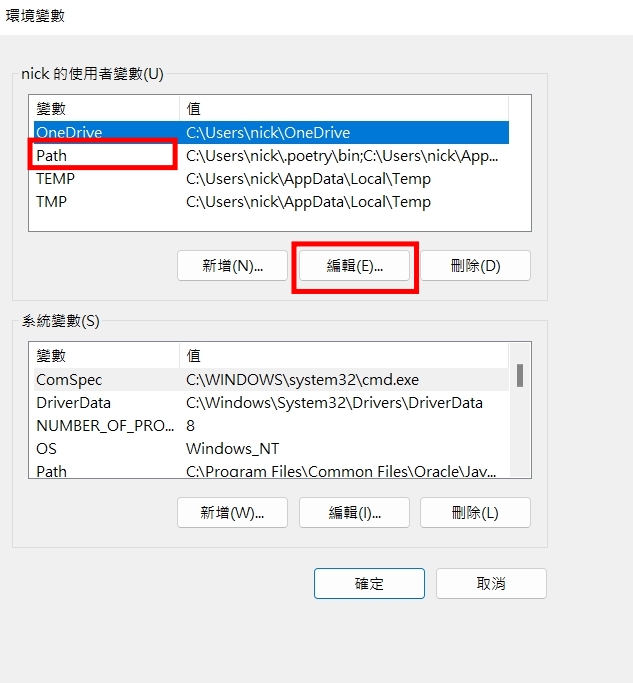 環境變數
nick 的使用者變數(U)
變數 值
OneDrive C:\Users\nick\OneDrive
Path C:\Users\nick\.poetry\bin;C:\Users\nick\App...
TEMP C:\Users\nick\AppData\Local\Temp
TMP C:\Users\nick\AppData\Local\Temp
新增(N)... 編輯(E)... 刪除(D)
系統變數(S)
變數 值
ComSpec C:\WINDOWS\system32\cmd.exe
DriverData C:\Windows\System32\Drivers\DriverData
NUMBER_OF_PRO... 8
OS Windows_NT
Path C:\Program Files\Common Files\Oracle\Jav...
新增(W)... 編輯(I)... 刪除(L)
確定 取消